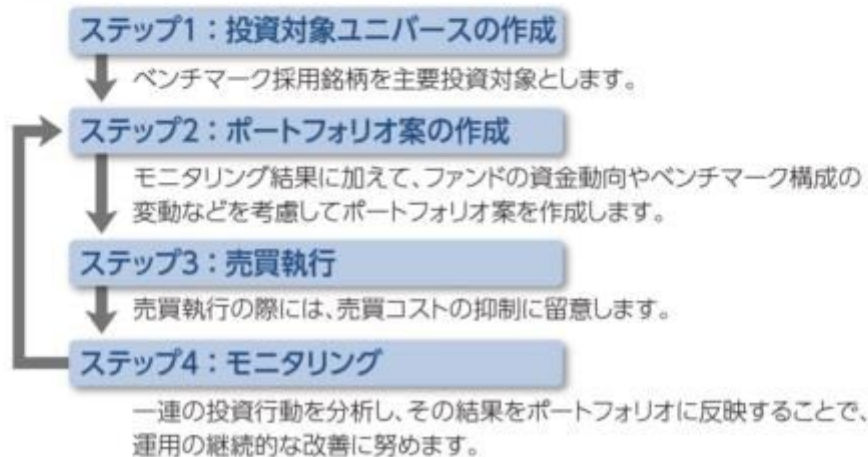 ステップ1：投資対象ユニバースの作成
ベンチマーク採用銘柄を主要投資対象とします。
ステップ2：ポートフォリオ案の作成
モニタリング結果に加えて、ファンドの資金動向やベンチマーク構成の
変動などを考慮してポートフォリオ案を作成します。
ステップ3：売買執行
売買執行の際には、売買コストの抑制に留意します。
ステップ4：モニタリング
一連の投資行動を分析し、その結果をポートフォリオに反映することで、
運用の継続的な改善に努めます。